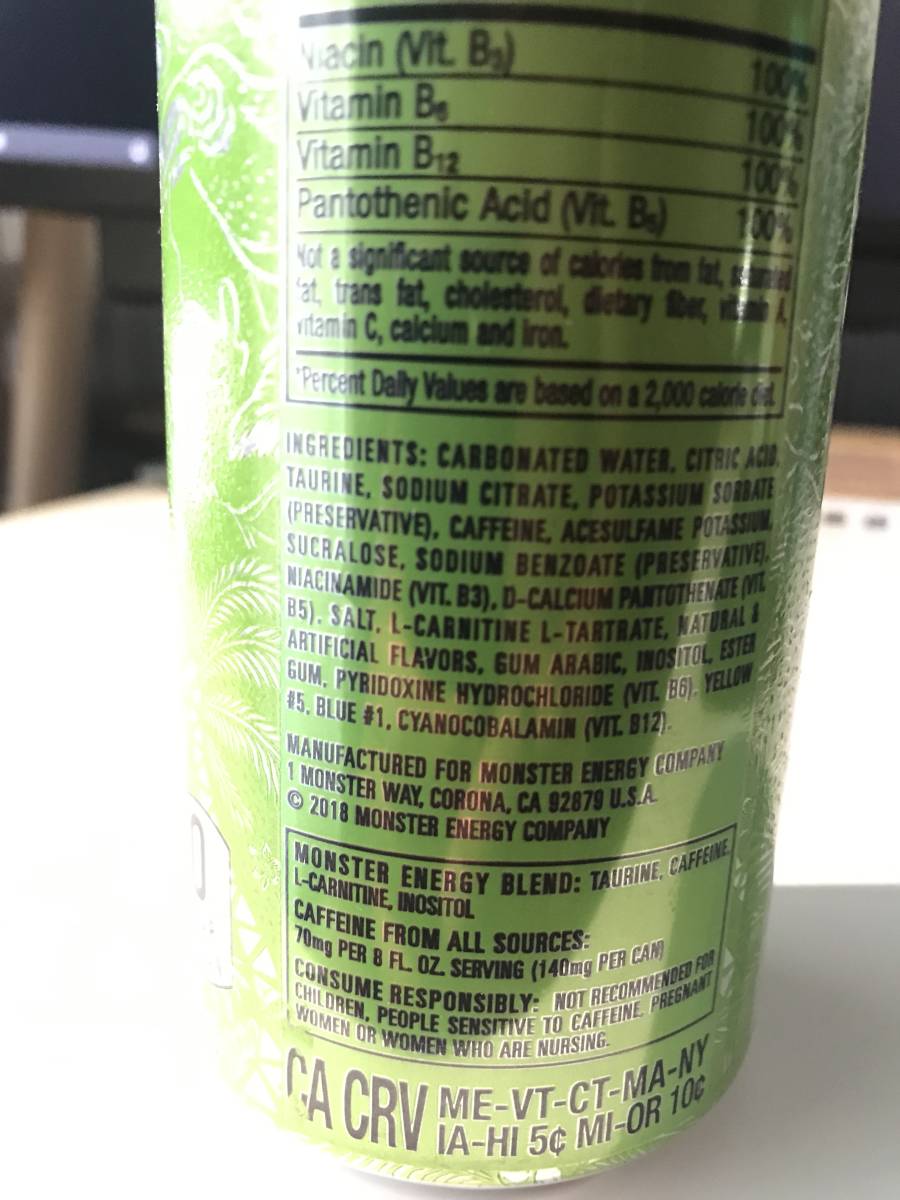 Niacin (Vit. B3) 100%
Vitamin B6 100%
Vitamin B12 100%
Pantothenic Acid (Vit. B5) 100%
Not a significant source of calories from fat, saturated
fat, trans fat, cholesterol, dietary fiber, vitamin A,
vitamin C, calcium and iron.
*Percent Daily Values are based on a 2,000 calorie diet.
INGREDIENTS: CARBONATED WATER, CITRIC ACID,
TAURINE, SODIUM CITRATE, POTASSIUM SORBATE
(PRESERVATIVE), CAFFEINE, ACESULFAME POTASSIUM,
SUCRALOSE, SODIUM BENZOATE (PRESERVATIVE),
NIACINAMIDE (VIT. B3), D-CALCIUM PANTOTHENATE (VIT.
B5), SALT, L-CARNITINE L-TARTRATE, NATURAL &
ARTIFICIAL FLAVORS, GUM ARABIC, INOSITOL, ESTER
GUM, PYRIDOXINE HYDROCHLORIDE (VIT. B6), YELLOW
#5, BLUE #1, CYANOCOBALAMIN (VIT. B12).
MANUFACTURED FOR MONSTER ENERGY COMPANY
1 MONSTER WAY, CORONA, CA 92879 U.S.A.
© 2018 MONSTER ENERGY COMPANY
MONSTER ENERGY BLEND: TAURINE, CAFFEINE,
L-CARNITINE, INOSITOL
CAFFEINE FROM ALL SOURCES:
70mg PER 8 FL. OZ. SERVING (140mg PER CAN)
CONSUME RESPONSIBLY: NOT RECOMMENDED FOR
CHILDREN, PEOPLE SENSITIVE TO CAFFEINE, PREGNANT
WOMEN OR WOMEN WHO ARE NURSING.
CA CRV ME-VT-CT-MA-NY
IA-HI 5¢ MI-OR 10¢
0